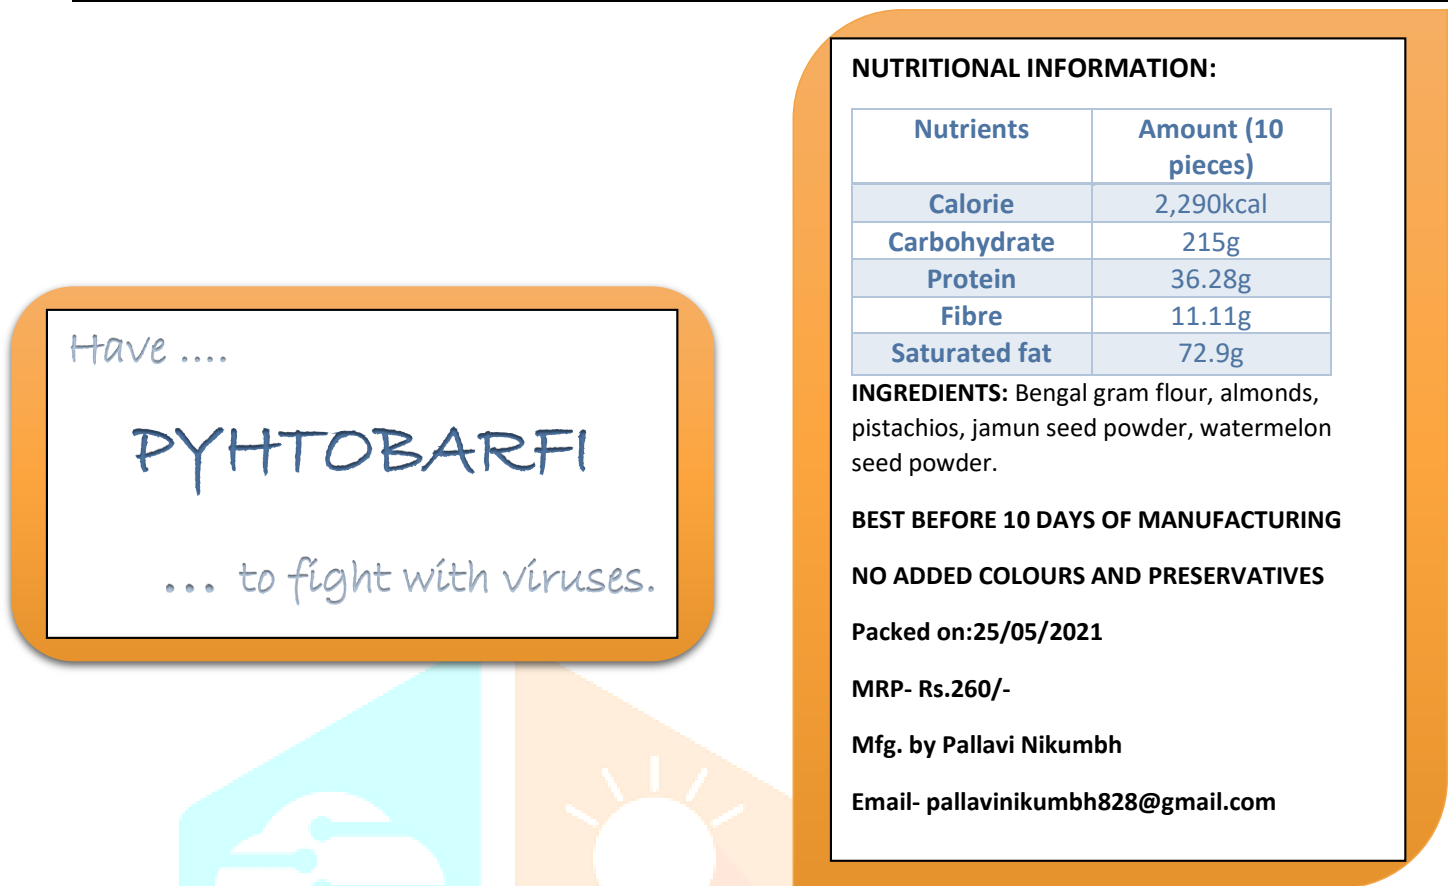 Have ....
PYHTOBARFI
... to fight with viruses.
NUTRITIONAL INFORMATION:
Nutrients Amount (10 pieces)
Calorie 2,290kcal
Carbohydrate 215g
Protein 36.28g
Fibre 11.11g
Saturated fat 72.9g
INGREDIENTS: Bengal gram flour, almonds,
pistachios, jamun seed powder, watermelon
seed powder.
BEST BEFORE 10 DAYS OF MANUFACTURING
NO ADDED COLOURS AND PRESERVATIVES
Packed on:25/05/2021
MRP- Rs.260/-
Mfg. by Pallavi Nikumbh
Email- pallavinikumbh828@gmail.com